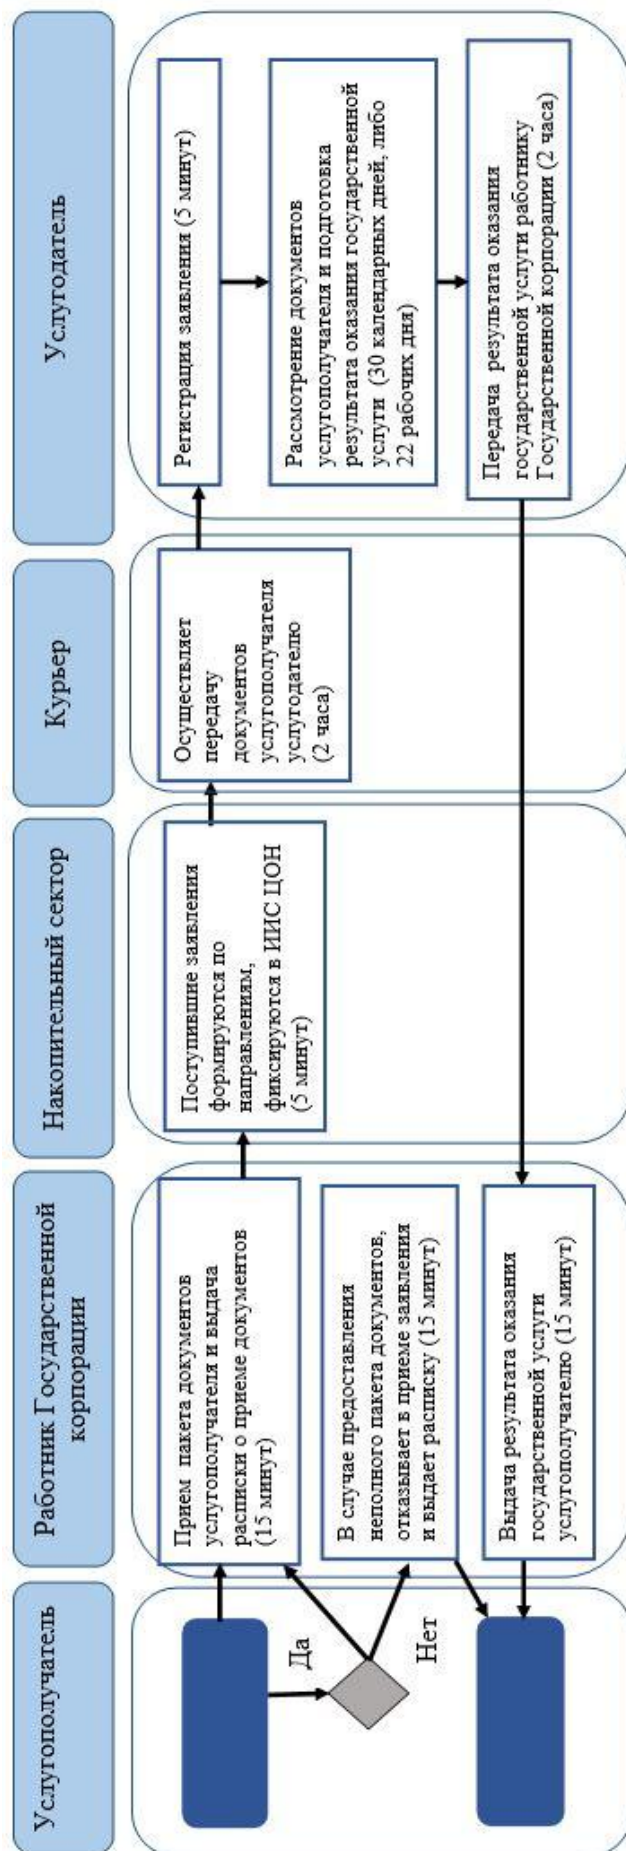 Услугополучатель
Работник Государственной
корпорации
Накопительный сектор
Курьер
Услугодатель
Да
Нет
Прием пакета документов
услугополучателя и выдача
расписки о приеме документов
(15 минут)
В случае предоставления
неполного пакета документов,
отказывает в приеме заявления
и выдает расписку (15 минут)
Выдача результата оказания
государственной услуги
услугополучателю (15 минут)
Поступившие заявления
формируются по
направлениям,
фиксируются в ИИС ЦОН
(5 минут)
Осуществляет
передачу
документов
услугополучателя
услугодателю
(2 часа)
Регистрация заявления (5 минут)
Рассмотрение документов
услугополучателя и подготовка
результата оказания государственной
услуги (30 календарных дней, либо
22 рабочих дня)
Передача результата оказания
государственной услуги работнику
Государственной корпорации (2 часа)